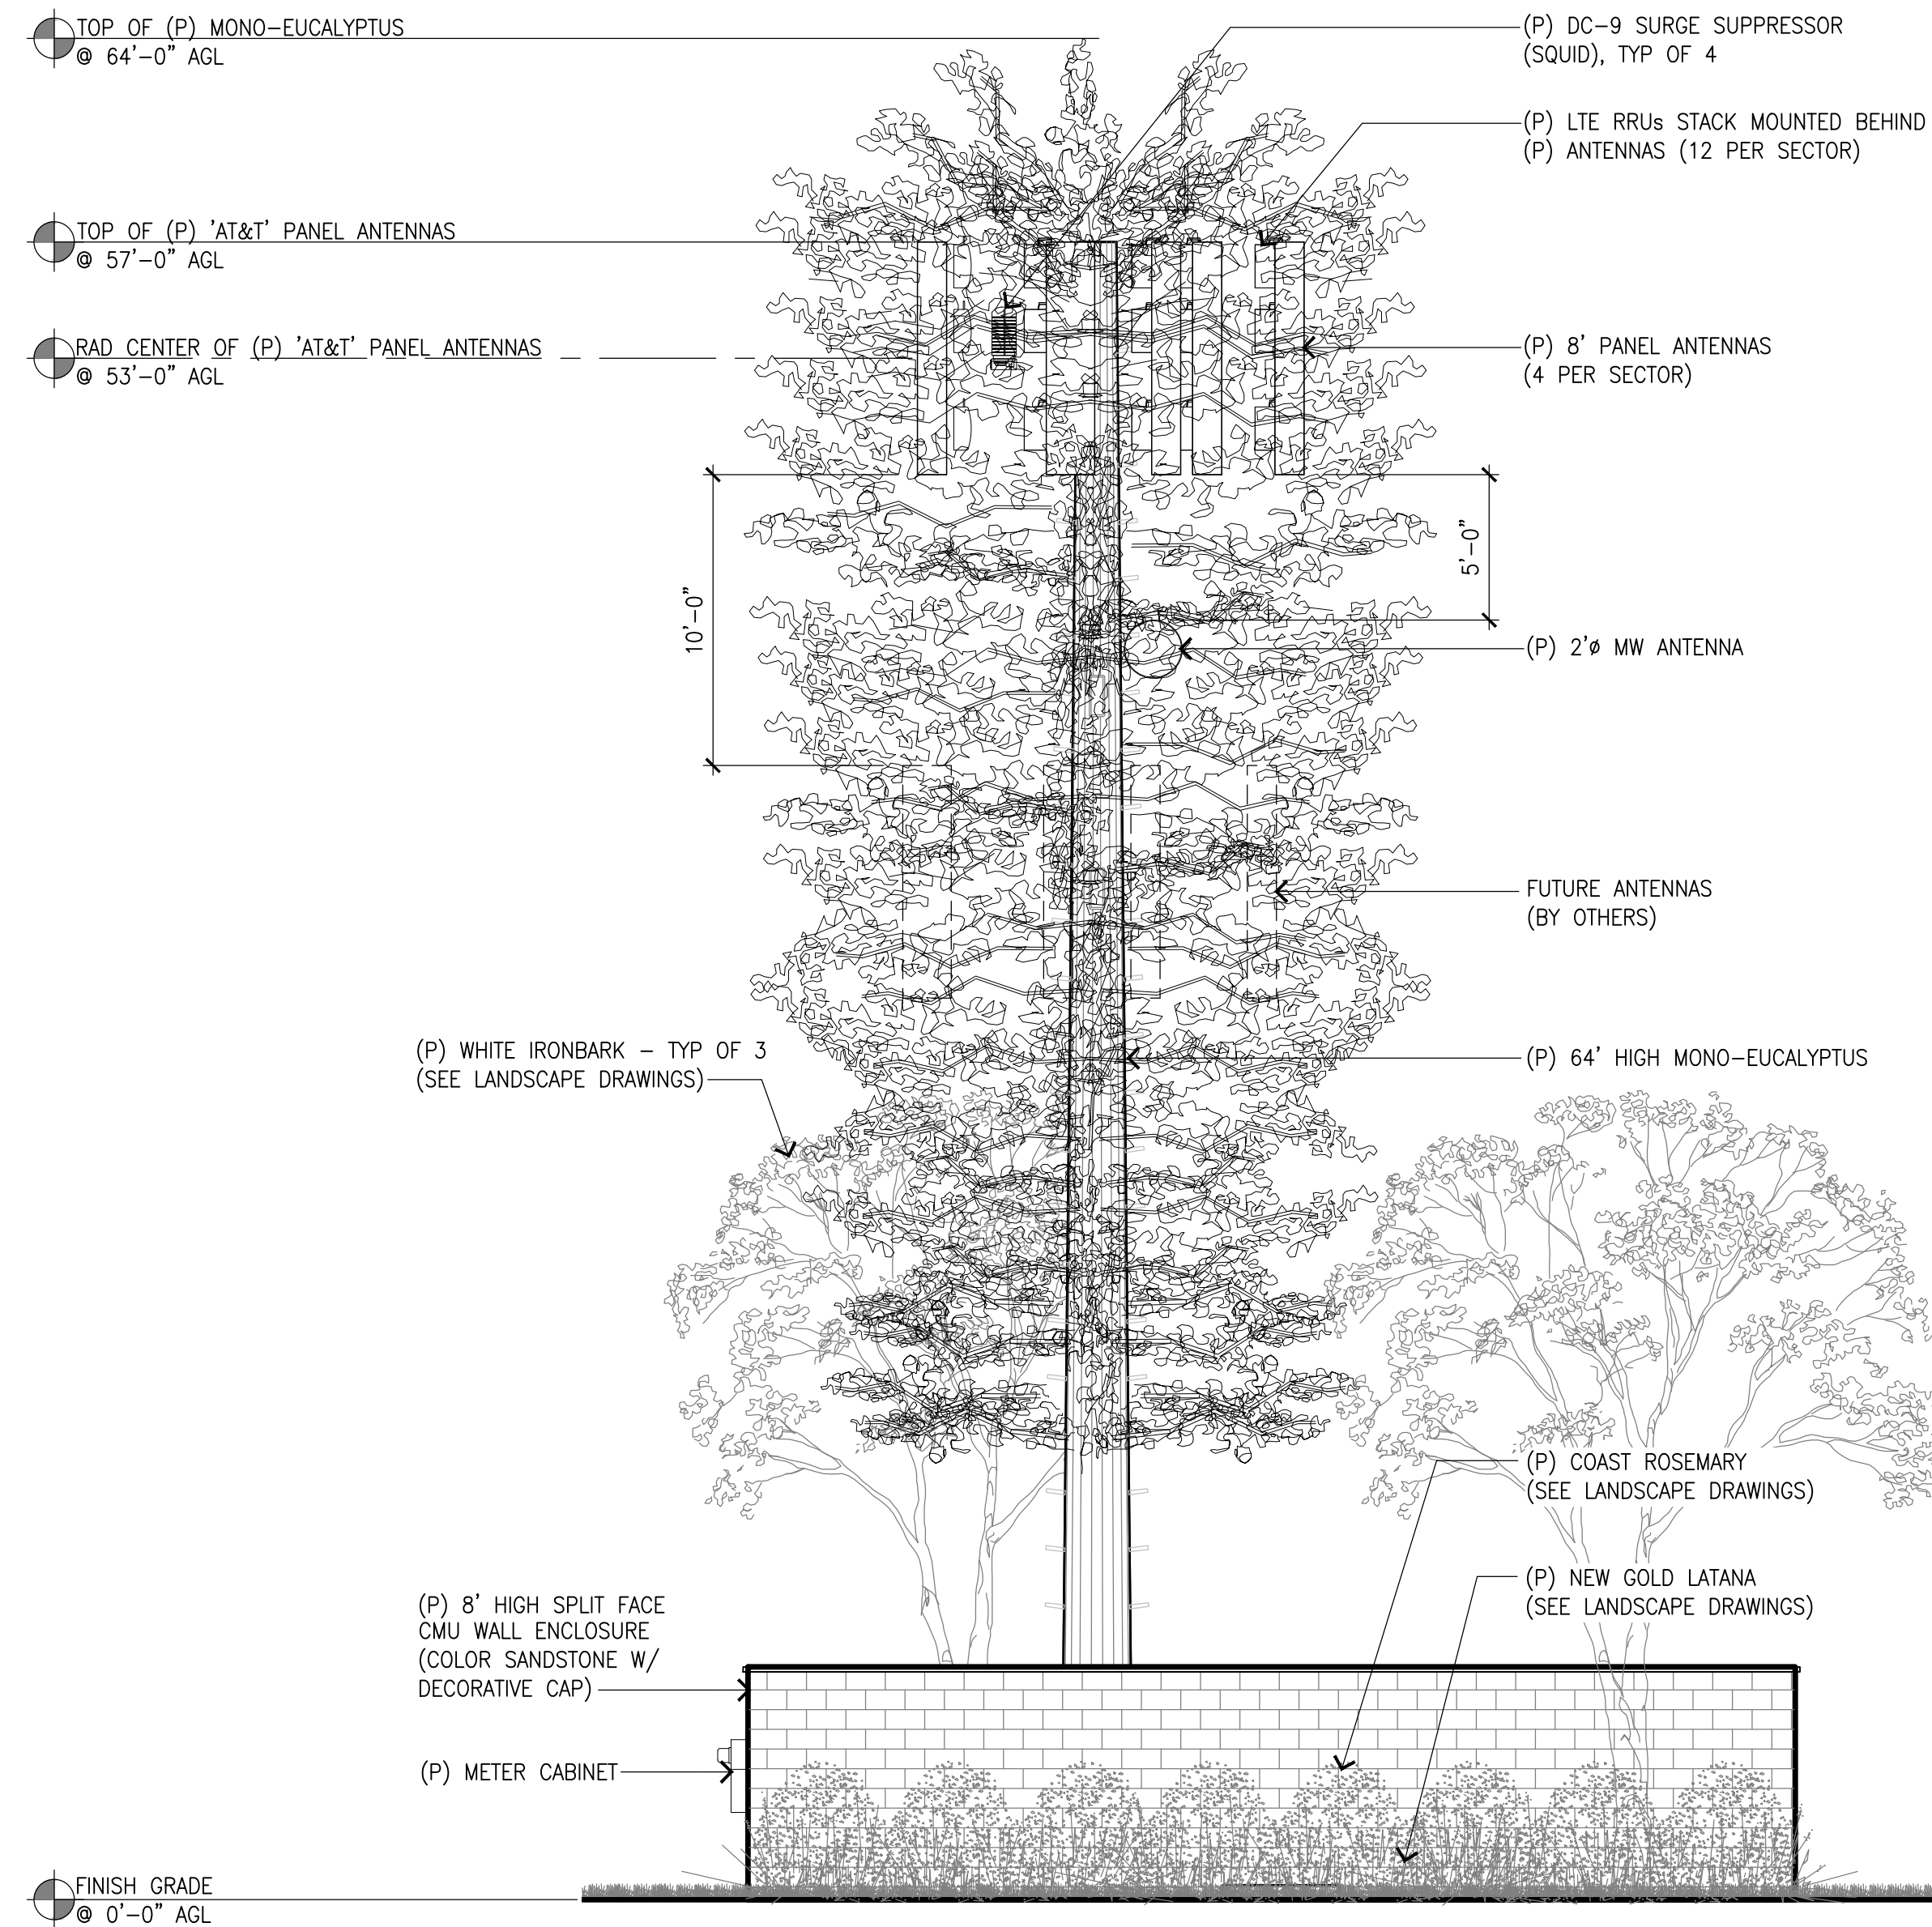 TOP OF (P) MONO-EUCALYPTUS
@ 64'-0" AGL
TOP OF (P) 'AT&T' PANEL ANTENNAS
@ 57'-0" AGL
RAD CENTER OF (P) 'AT&T' PANEL ANTENNAS
@ 53'-0" AGL
(P) DC-9 SURGE SUPPRESSOR
(SQUID), TYP OF 4
(P) LTE RRUs STACK MOUNTED BEHIND
(P) ANTENNAS (12 PER SECTOR)
(P) 8' PANEL ANTENNAS
(4 PER SECTOR)
10'-0"
5'-0"
(P) 2'ø MW ANTENNA
FUTURE ANTENNAS
(BY OTHERS)
(P) WHITE IRONBARK - TYP OF 3
(SEE LANDSCAPE DRAWINGS)
(P) 64' HIGH MONO-EUCALYPTUS
(P) COAST ROSEMARY
(SEE LANDSCAPE DRAWINGS)
(P) NEW GOLD LATANA
(SEE LANDSCAPE DRAWINGS)
(P) 8' HIGH SPLIT FACE
CMU WALL ENCLOSURE
(COLOR SANDSTONE W/
DECORATIVE CAP)
(P) METER CABINET
FINISH GRADE
@ 0'-0" AGL